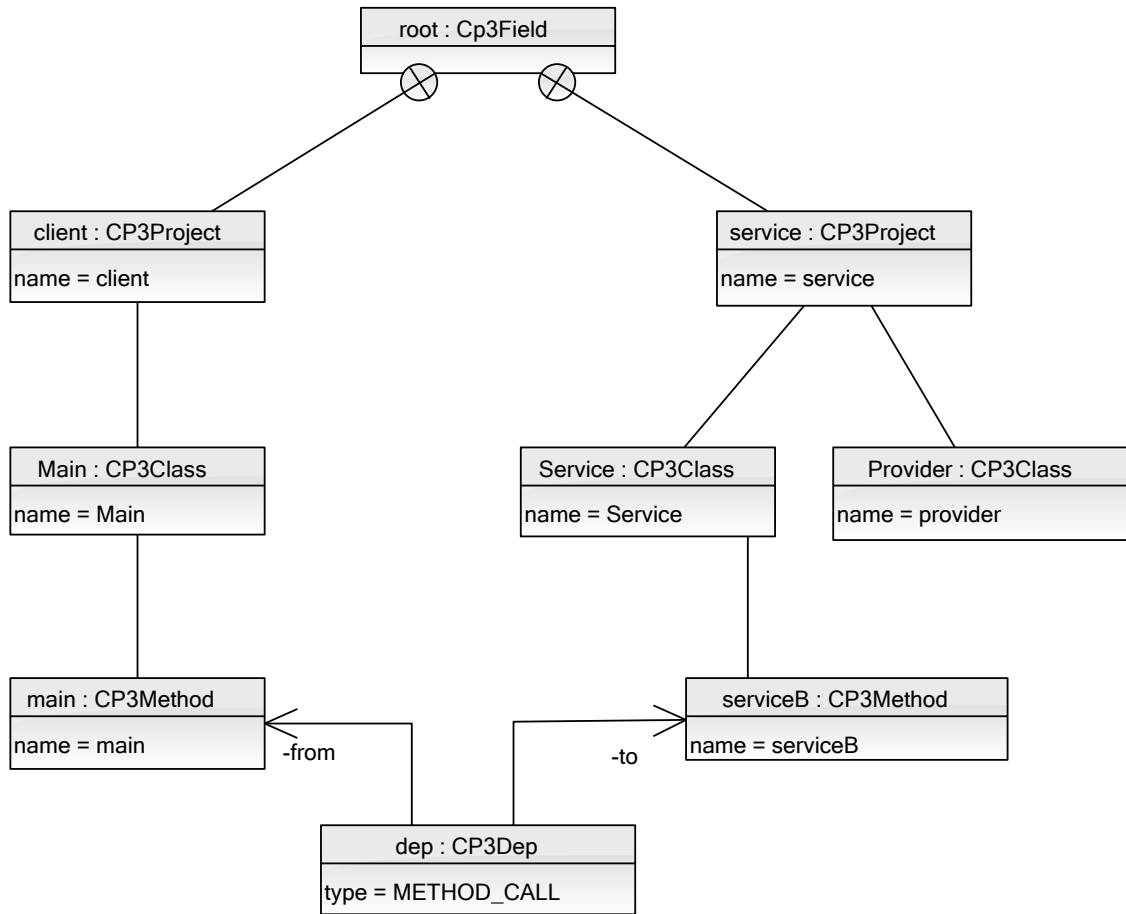 root : Cp3Field
client : CP3Project
name = client
service : CP3Project
name = service
Main : CP3Class
name = Main
Service : CP3Class
name = Service
Provider : CP3Class
name = provider
main : CP3Method
name = main
serviceB : CP3Method
name = serviceB
-from
-to
dep : CP3Dep
type = METHOD_CALL